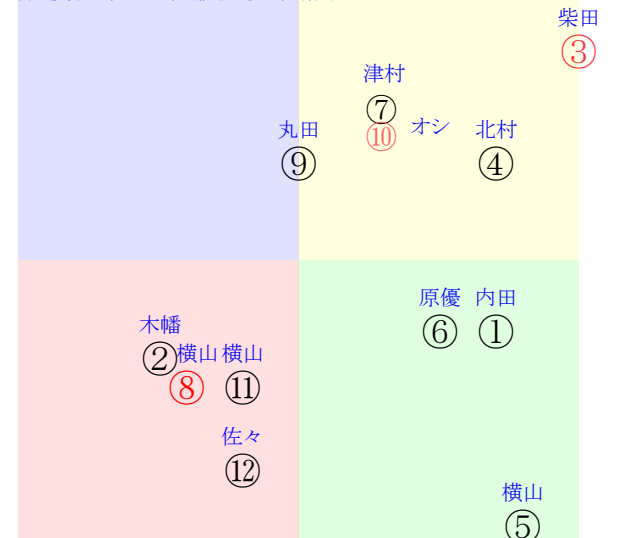 柴田
③
津村
⑦
⑩
オシ
丸田
⑨
北村
④
原優
⑥
内田
①
木幡
②
横山
⑧
横山
⑪
佐々
⑫
横山
⑤